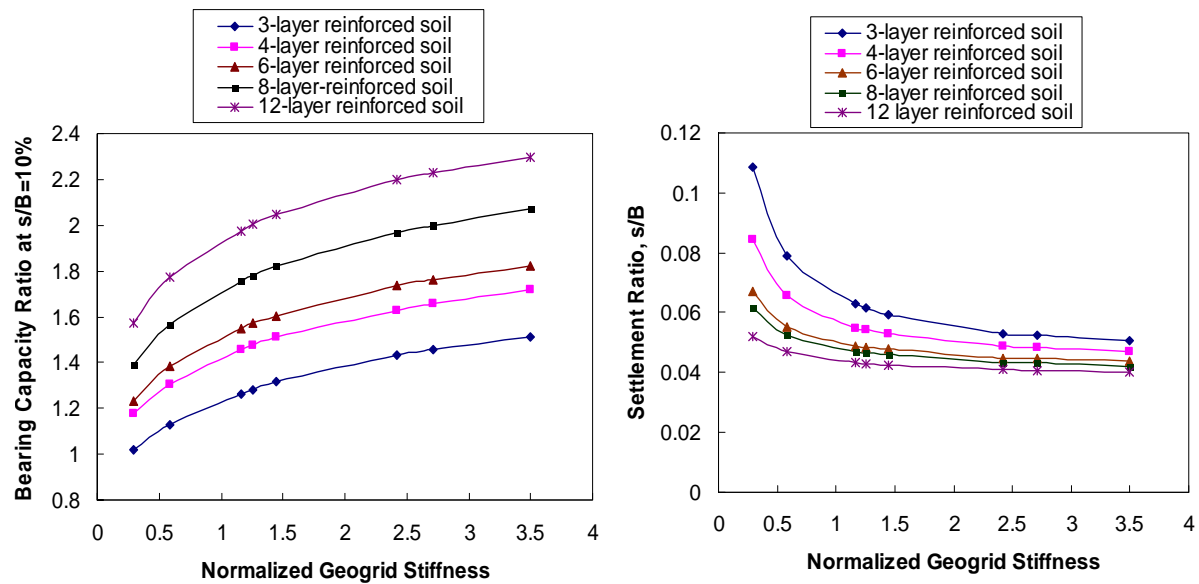 3-layer reinforced soil
4-layer reinforced soil
6-layer reinforced soil
8-layer-reinforced soil
12-layer reinforced soil
Bearing Capacity Ratio at s/B=10%
2.4
2.2
2
1.8
1.6
1.4
1.2
1
0.8
0 0.5 1 1.5 2 2.5 3 3.5 4
Normalized Geogrid Stiffness
3-layer reinforced soil
4-layer reinforced soil
6-layer reinforced soil
8-layer reinforced soil
12 layer reinforced soil
Settlement Ratio, s/B
0.12
0.1
0.08
0.06
0.04
0.02
0
0 0.5 1 1.5 2 2.5 3 3.5 4
Normalized Geogrid Stiffness